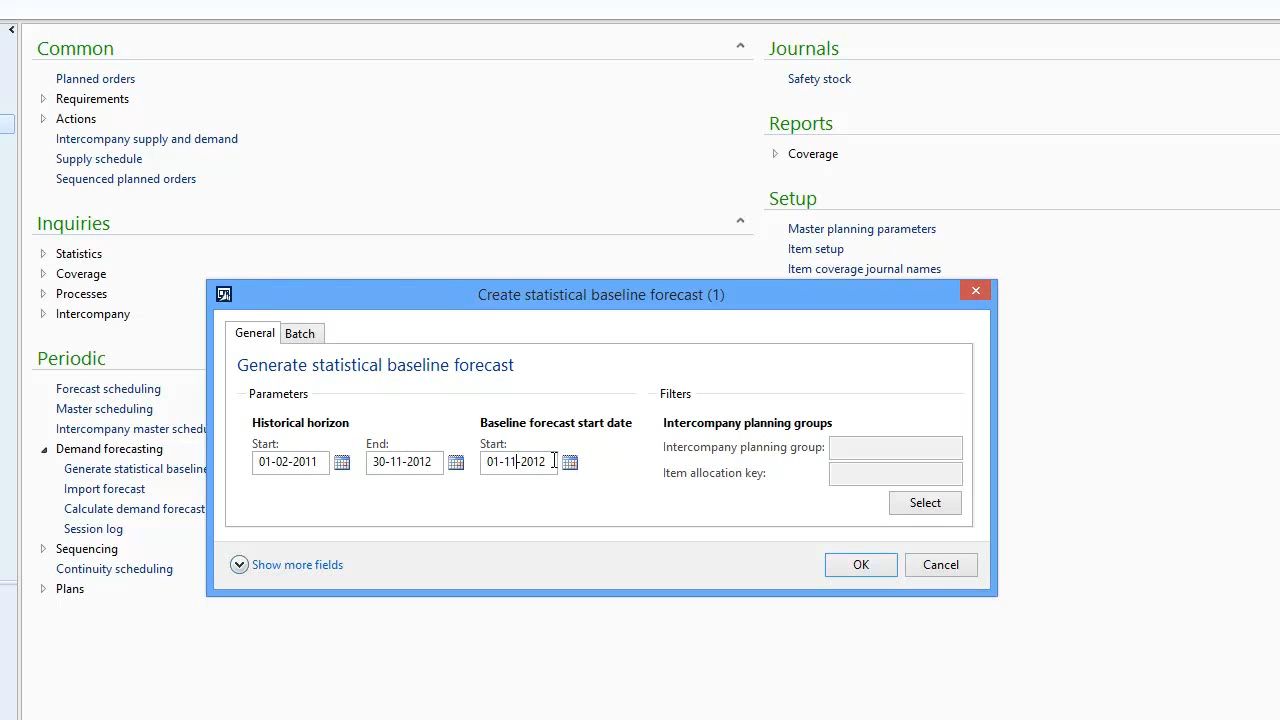 Common
Planned orders
Requirements
Actions
Intercompany supply and demand
Supply schedule
Sequenced planned orders
Inquiries
Statistics
Coverage
Processes
Intercompany
Periodic
Forecast scheduling
Master scheduling
Intercompany master schedu
Demand forecasting
Generate statistical baseline
Import forecast
Calculate demand forecast
Session log
Sequencing
Continuity scheduling
Plans
Journals
Safety stock
Reports
Coverage
Setup
Master planning parameters
Item setup
Item coverage journal names
Create statistical baseline forecast (1)
General Batch
Generate statistical baseline forecast
Parameters
Historical horizon
Start: End:
01-02-2011 30-11-2012
Baseline forecast start date
Start:
01-11-2012
Filters
Intercompany planning groups
Intercompany planning group:
Item allocation key:
Select
Show more fields
OK Cancel